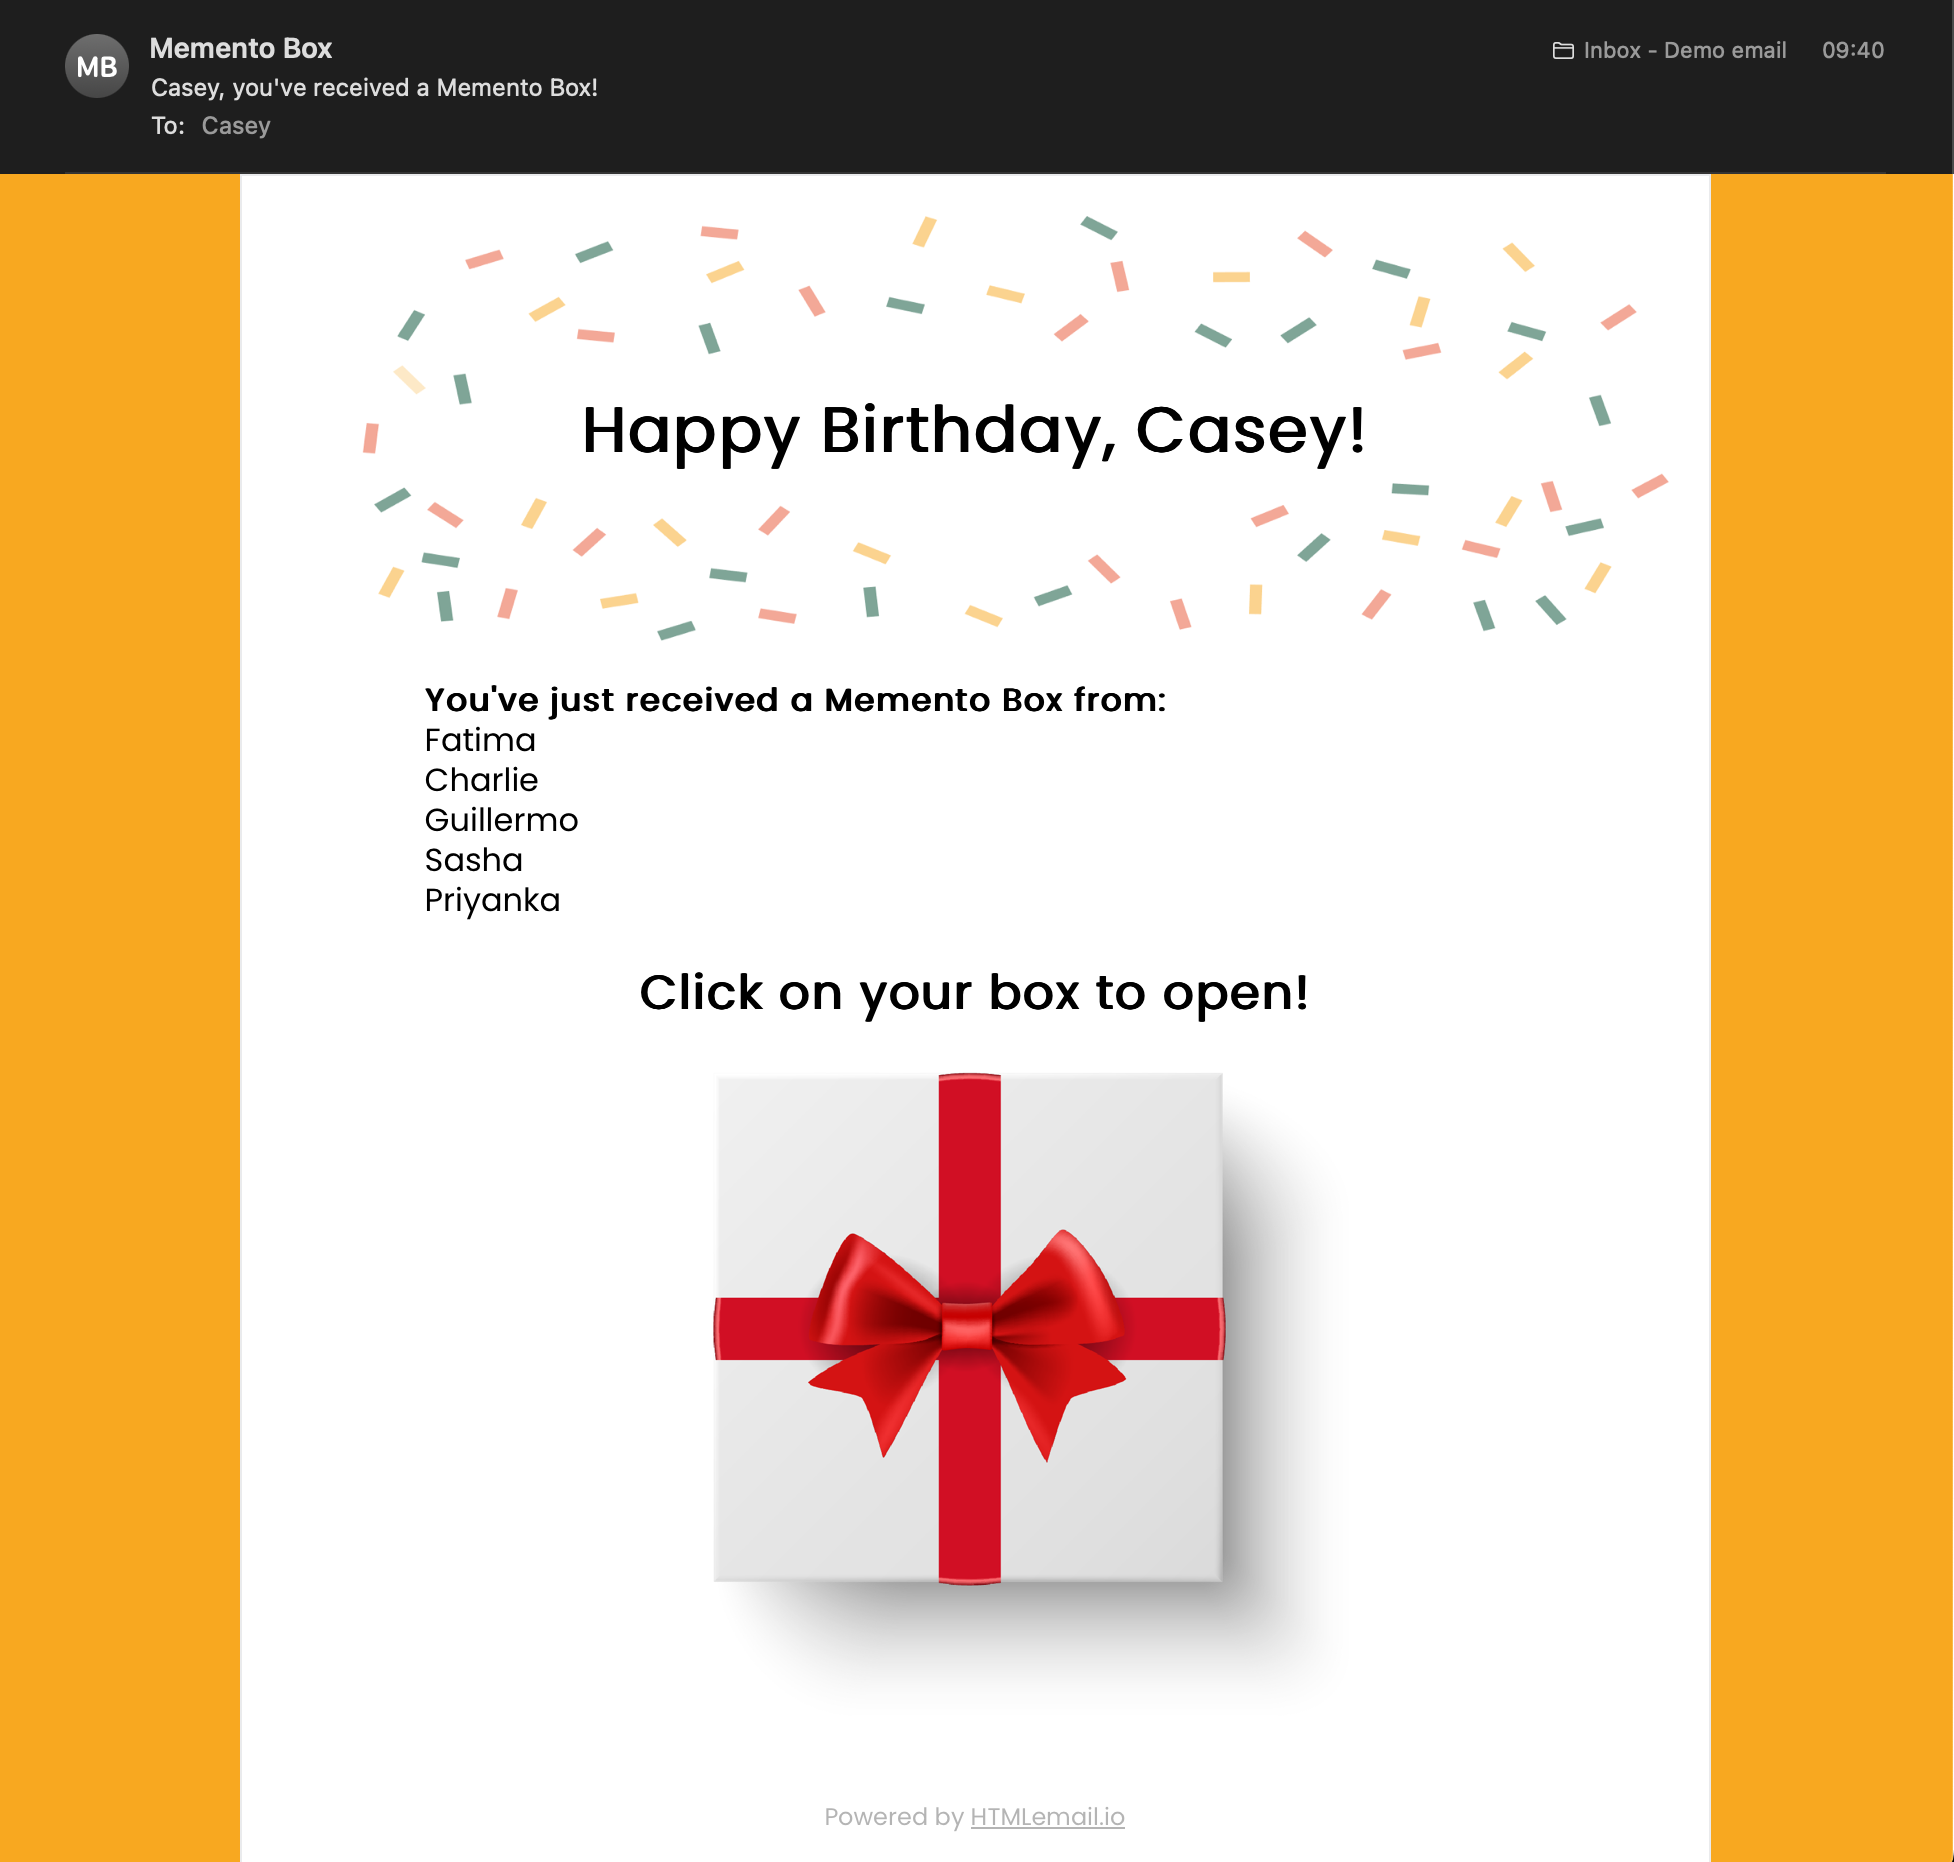 MB
Memento Box
Inbox - Demo email 09:40
Casey, you've received a Memento Box!
To: Casey
Happy Birthday, Casey!
You've just received a Memento Box from:
Fatima
Charlie
Guillermo
Sasha
Priyanka
Click on your box to open!
Powered by HTMLemail.io